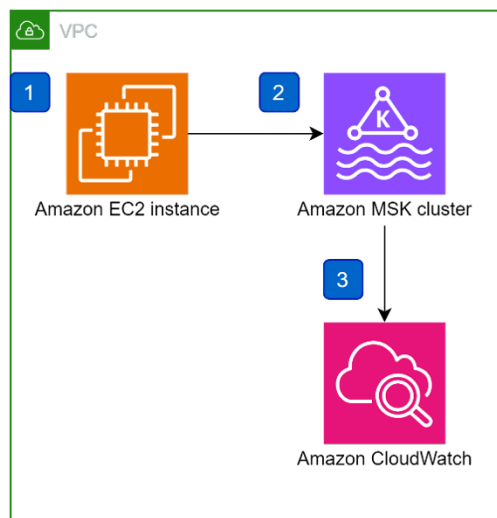 VPC
1
2
Amazon EC2 instance
K
Amazon MSK cluster
3
Amazon CloudWatch